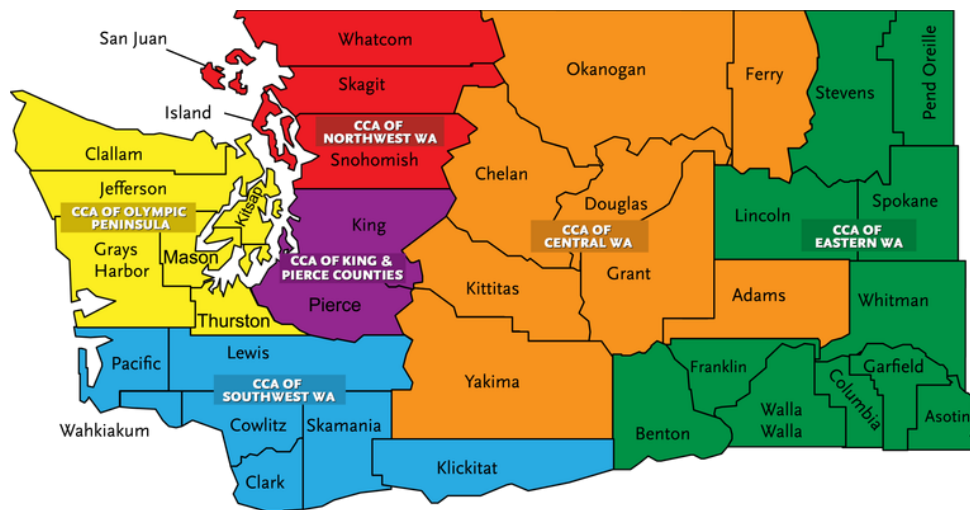 San Juan
Whatcom
Okanogan
Ferry
Stevens
Pend Oreille
Skagit
Island
CCA OF
NORTHWEST WA
Snohomish
Clallam
Chelan
Jefferson
Kitsap
CCA OF OLYMPIC
PENINSULA
King
Douglas
Lincoln
Spokane
CCA OF
CENTRAL WA
CCA OF
EASTERN WA
Grays
Harbor
Mason
CCA OF KING &
PIERCE COUNTIES
Kittitas
Grant
Adams
Whitman
Pierce
Thurston
Pacific
Lewis
Yakima
Franklin
Garfield
Columbia
CCA OF
SOUTHWEST WA
Wahkiakum
Cowlitz
Skamania
Benton
Walla
Walla
Asotin
Clark
Klickitat